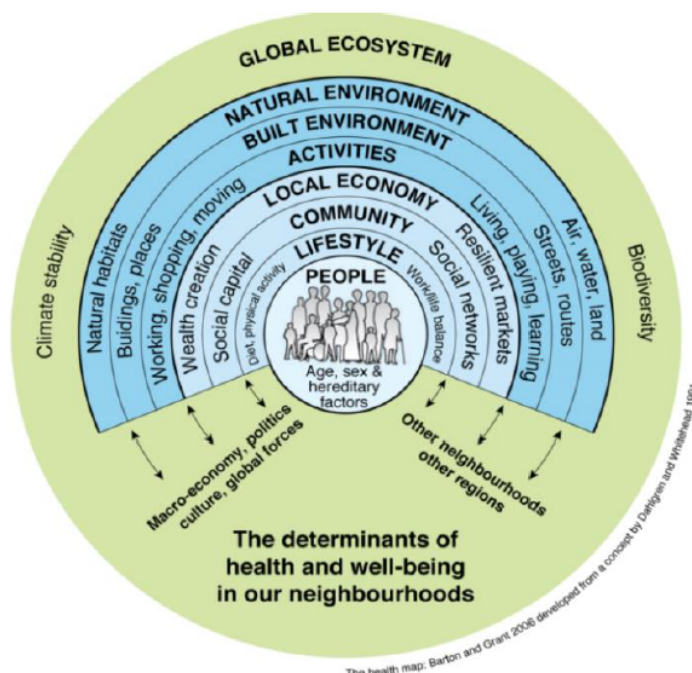 GLOBAL ECOSYSTEM
NATURAL ENVIRONMENT
BUILT ENVIRONMENT
ACTIVITIES
LOCAL ECONOMY
COMMUNITY
LIFESTYLE
PEOPLE
Age, sex &
hereditary
factors
Climate stability
Natural habitats
Buidings, places
Working, shopping, moving
Wealth creation
Social capital
Diet, physical activity
Work/life balance
Social networks
Resilient markets
Living, playing, learning
Streets, routes
Air, water, land
Biodiversity
Macro-economy, politics
culture, global forces
Other neighbourhoods
other regions
The determinants of
health and well-being
in our neighbourhoods
The health map: Barton and Grant 2006 developed from a concept by Dahlgren and Whitehead